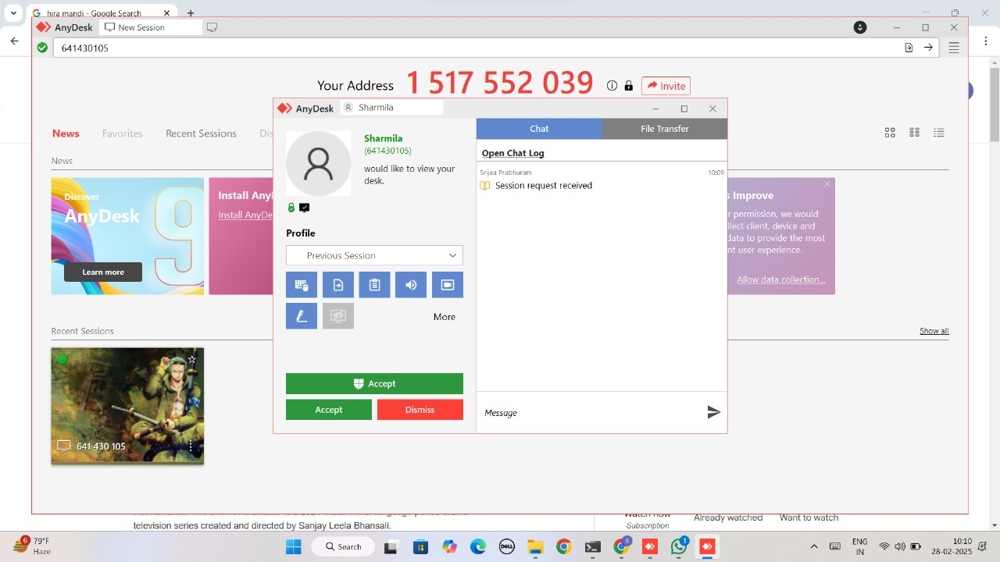 hira mandi - Google Search
AnyDesk
New Session
641430105
Your Address
1 517 552 039
Invite
AnyDesk
Sharmila
News
Favorites
Recent Sessions
Dis
News
Discover
AnyDesk
9
Learn more
Install Any
Install AnyDe
Sharmila
(641430105)
would like to view your
desk.
Profile
Previous Session
More
Accept
Accept
Dismiss
Chat
File Transfer
Open Chat Log
Srijaa Prabhuram
10:09
Session request received
Message
s Improve
r permission, we would
llect client, device and
data to provide the most
nt user experience.
Allow data collection...
Recent Sessions
Show all
641 430 105
television series created and directed by Sanjay Leela Bhansali.
Watch now
Subscription
Already watched
Want to watch
6
79°F
Haze
Search
DELL
S
1
ENG
IN
10:10
28-02-2025